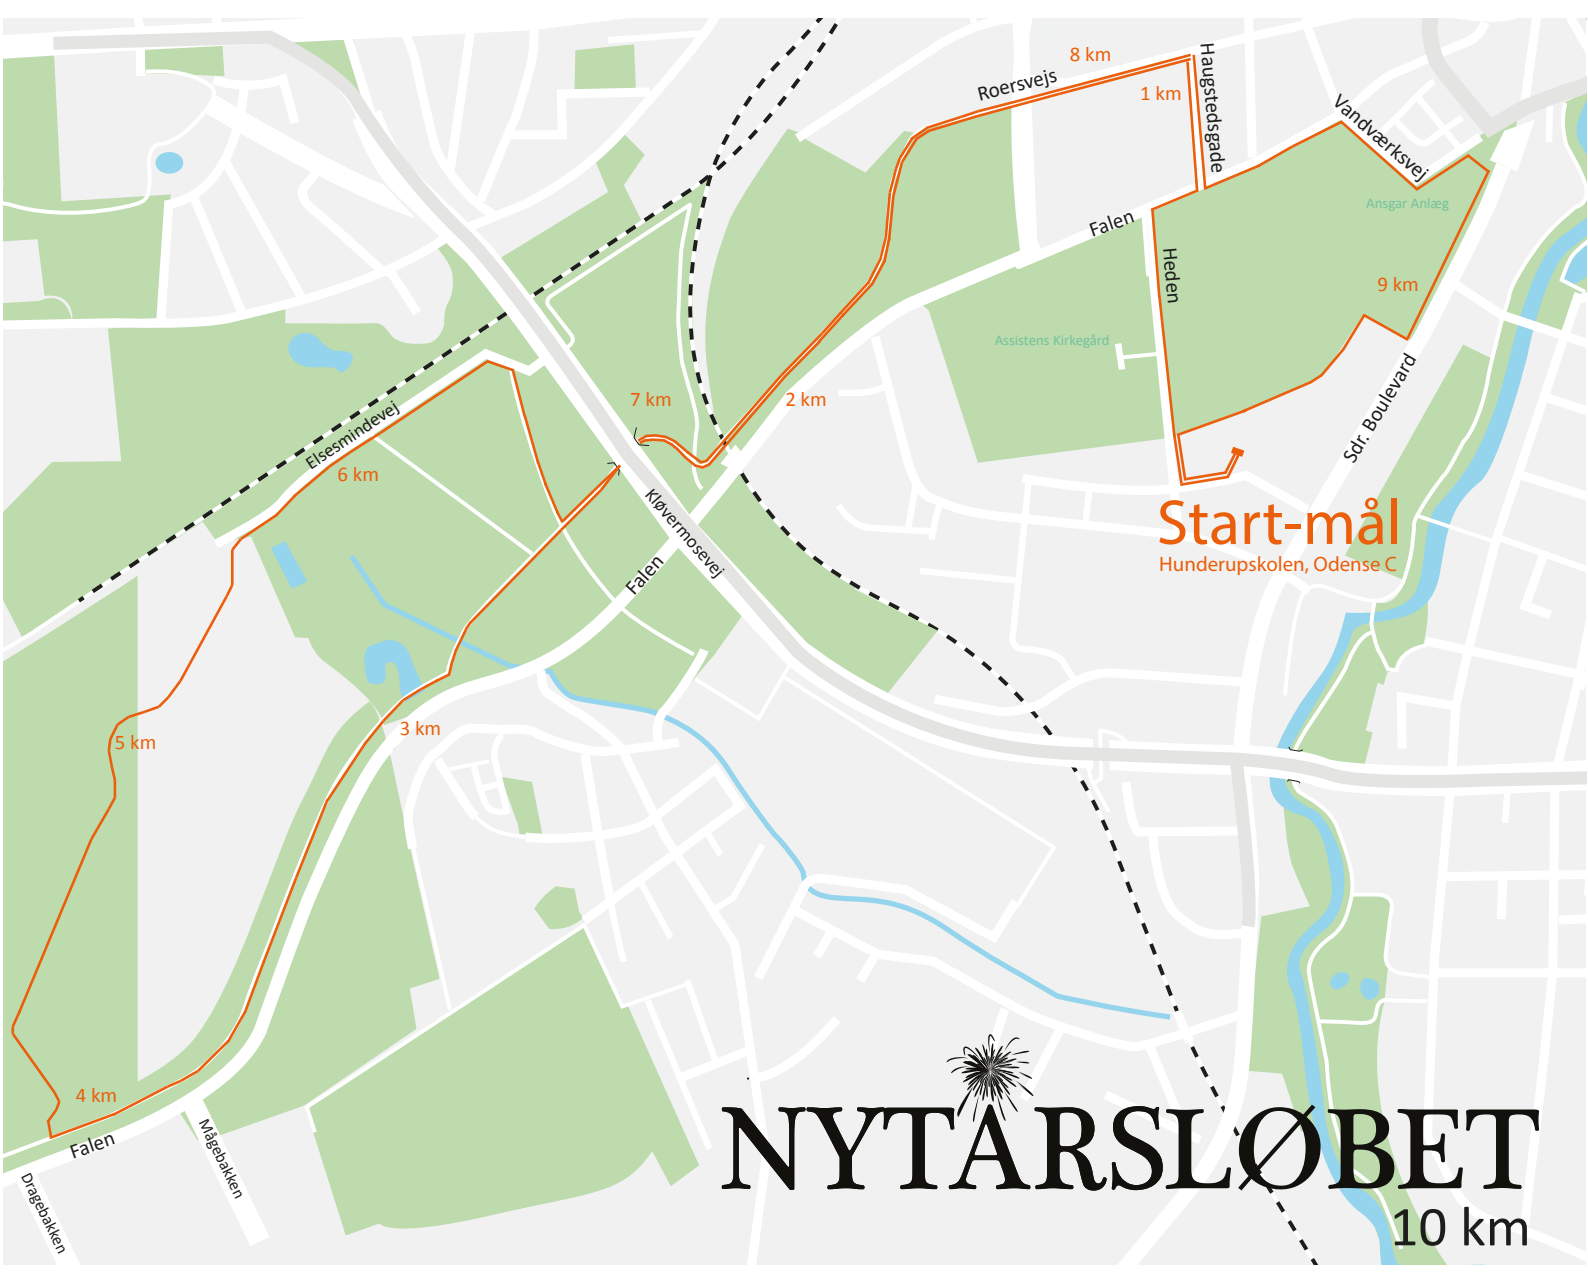 8 km
Roersvejs
1 km
Haugstedsgade
Vandværksvej
Ansgar Anlæg
Falen
Heden
9 km
Assistens Kirkegård
Sdr. Boulevard
7 km
2 km
Elsesmindevej
6 km
Kløvermosevej
Falen
Start-mål
Hunderupskolen, Odense C
3 km
5 km
4 km
Falen
Mågebakken
Dragebakken
NYTÅRSLØBET
10 km